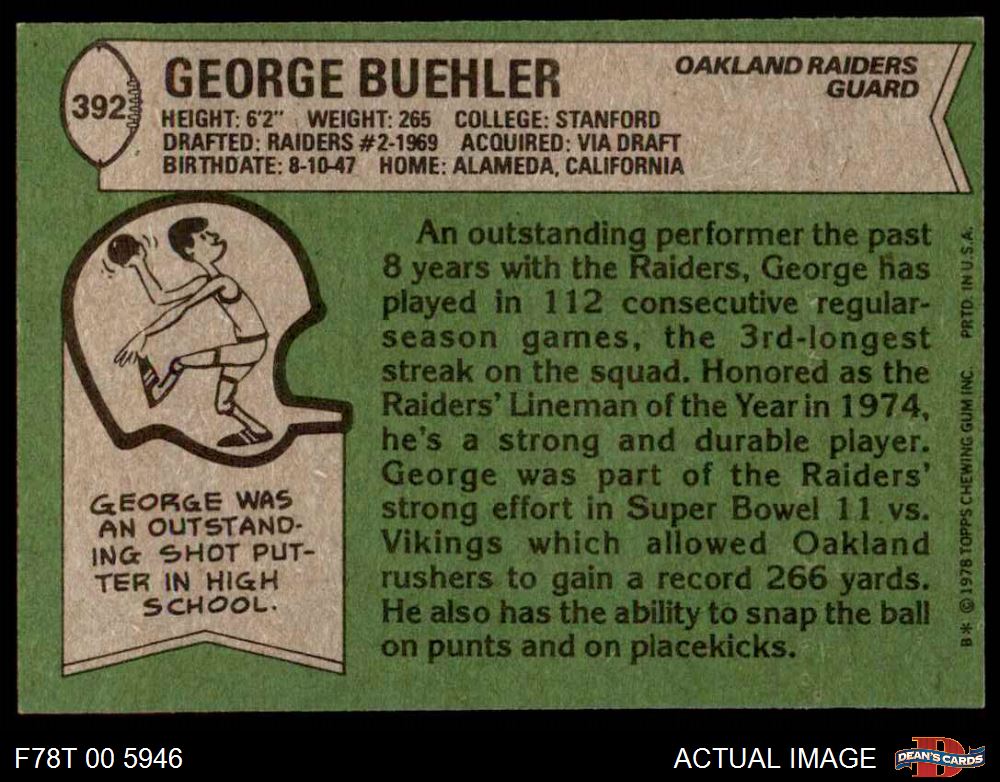 392
GEORGE BUEHLER
OAKLAND RAIDERS
GUARD
HEIGHT: 6'2" WEIGHT: 265 COLLEGE: STANFORD
DRAFTED: RAIDERS #2-1969 ACQUIRED: VIA DRAFT
BIRTHDATE: 8-10-47 HOME: ALAMEDA, CALIFORNIA
GEORGE WAS
AN OUTSTAND-
ING SHOT PUT-
TER IN HIGH
SCHOOL.
An outstanding performer the past
8 years with the Raiders, George has
played in 112 consecutive regular-
season games, the 3rd-longest
streak on the squad. Honored as the
Raiders' Lineman of the Year in 1974,
he's a strong and durable player.
George was part of the Raiders'
strong effort in Super Bowel 11 vs.
Vikings which allowed Oakland
rushers to gain a record 266 yards.
He also has the ability to snap the ball
on punts and on placekicks.
B* © 1978 TOPPS CHEWING GUM INC. PRTD. IN U.S.A.
F78T 00 5946
ACTUAL IMAGE
D
DEAN'S CARDS